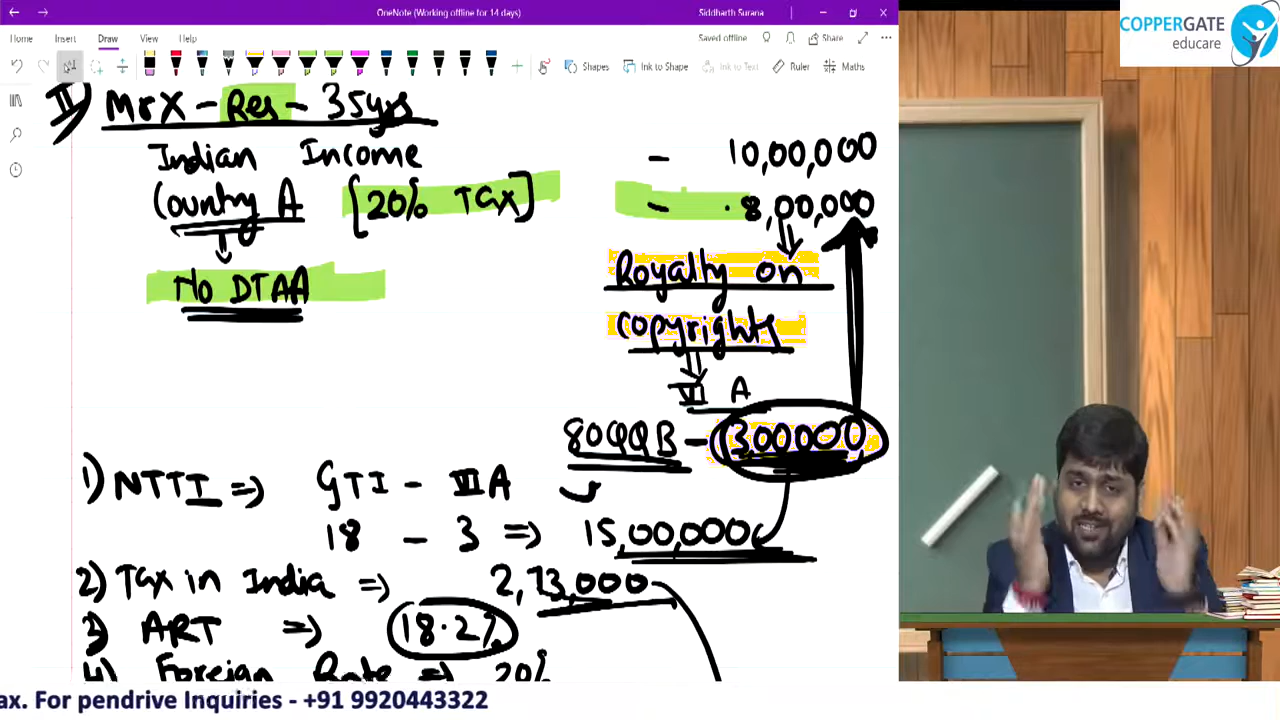 OneNote (Working offline for 14 days)
Siddharth Surana
COPPERGATE
educare
Home Insert Draw View Help
Saved offline
Share
Shapes
Ink to Shape
Ink to Text
Ruler
Maths
II) Mr X - Res - 35yrs
Indian Income - 10,00,000
Country A [20% Tax] - 8,00,000
No DTAA
Royalty on
copyrights
VI A
80QQB - 300000
1) NTTI => GTI - VIA
18 - 3 => 15,00,000
2) Tax in India => 2,73,000
3) ART => 18.2%
4) Foreign Rate => 20%
ax. For pendrive Inquiries - +91 9920443322